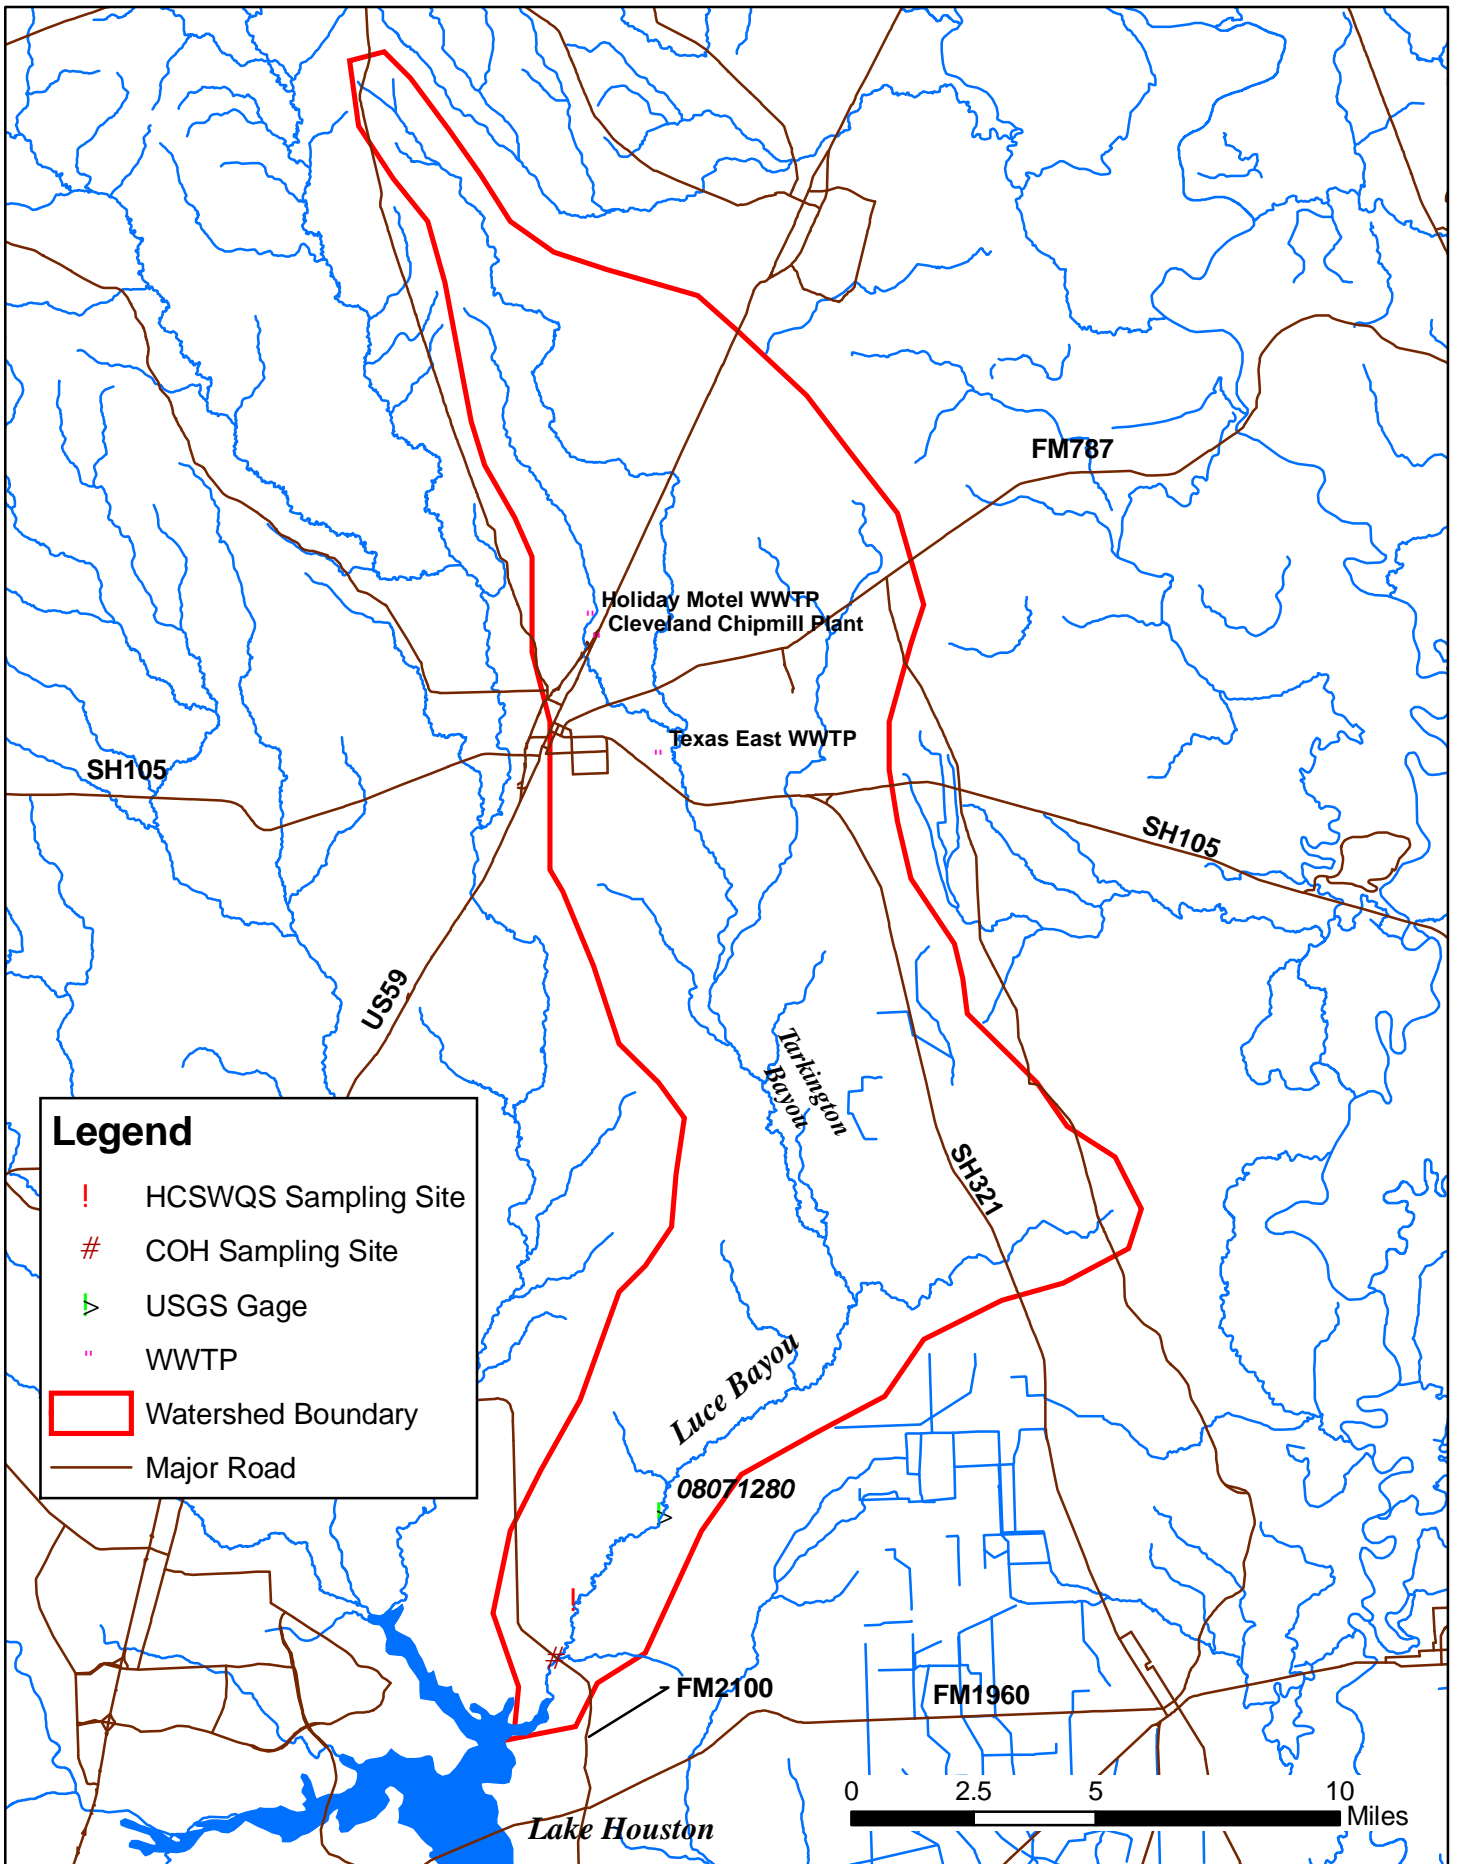 FM787
Holiday Motel WWTP
Cleveland Chipmill Plant
Texas East WWTP
SH105
SH105
US59
Tarkington
Bayou
SH321
Legend
! HCSWQS Sampling Site
# COH Sampling Site
USGS Gage
" WWTP
Watershed Boundary
Major Road
Luce Bayou
08071280
FM2100
FM1960
0 2.5 5 10
Miles
Lake Houston